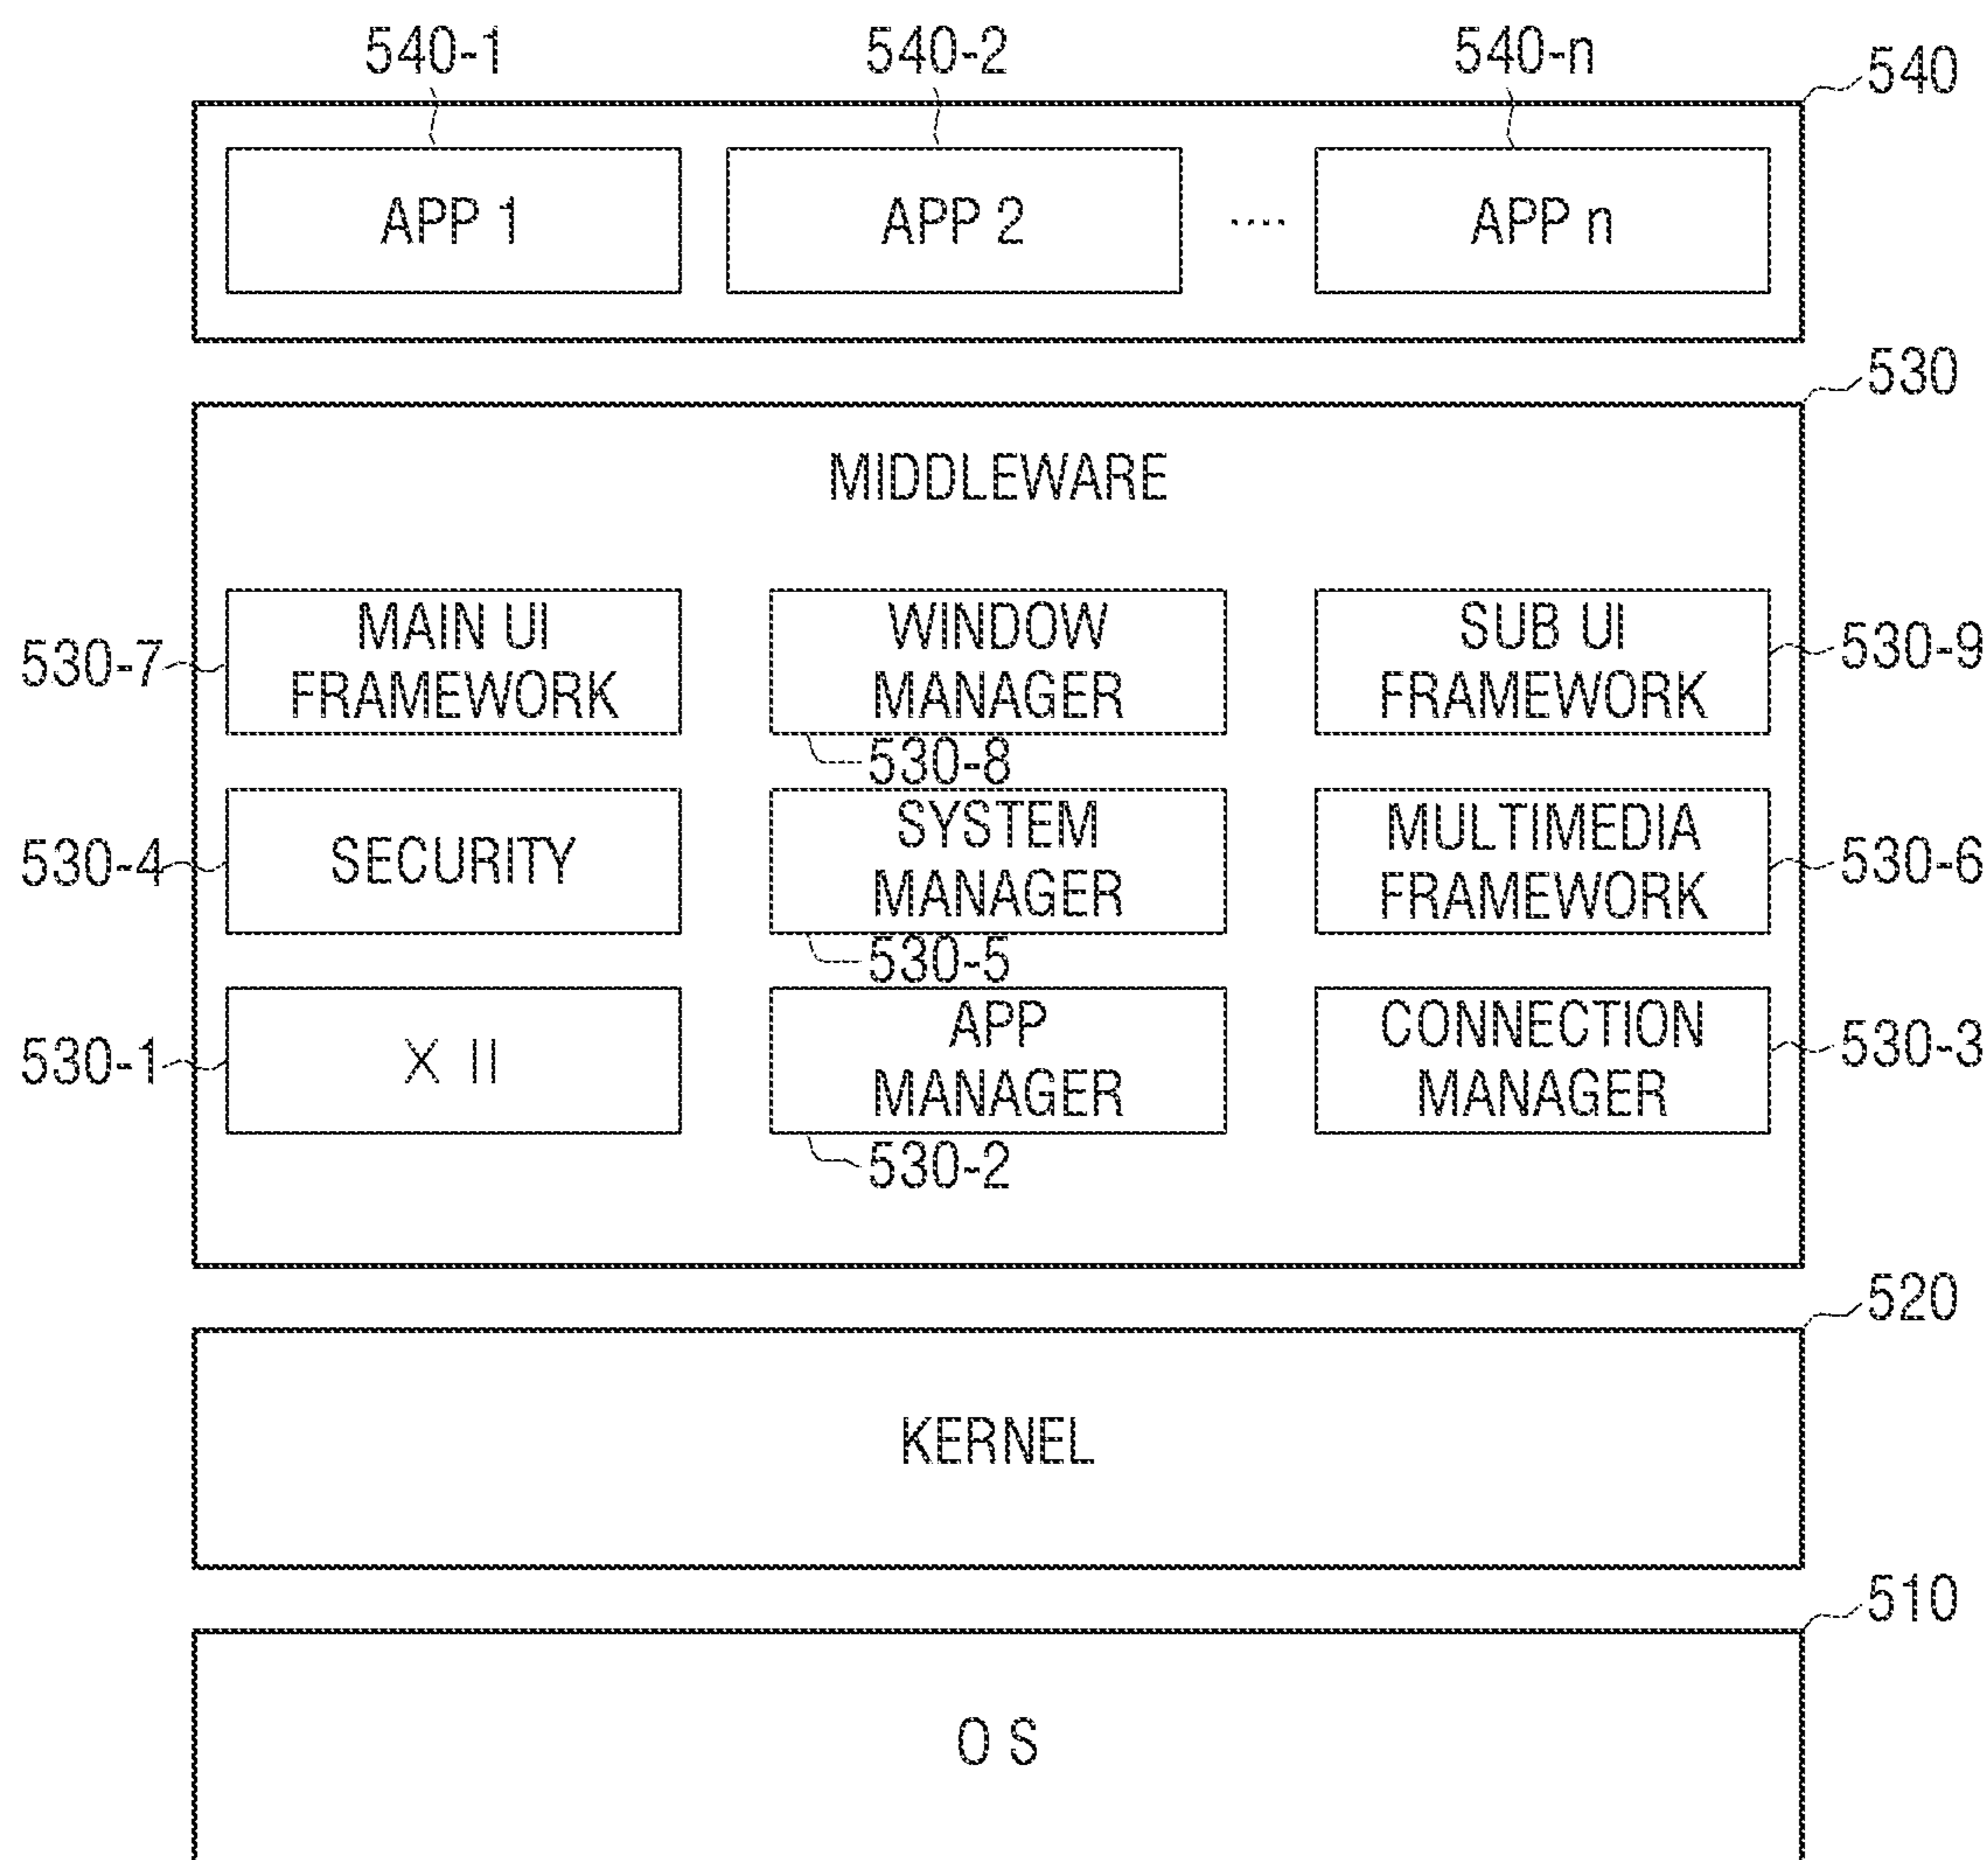 540-1 540-2 540-n 540
APP 1 APP 2 .... APP n
530
MIDDLEWARE
530-7 MAIN UI FRAMEWORK
WINDOW MANAGER
530-8
SUB UI FRAMEWORK 530-9
530-4 SECURITY
SYSTEM MANAGER
530-5
MULTIMEDIA FRAMEWORK 530-6
530-1 X II
APP MANAGER
530-2
CONNECTION MANAGER 530-3
520
KERNEL
510
O S